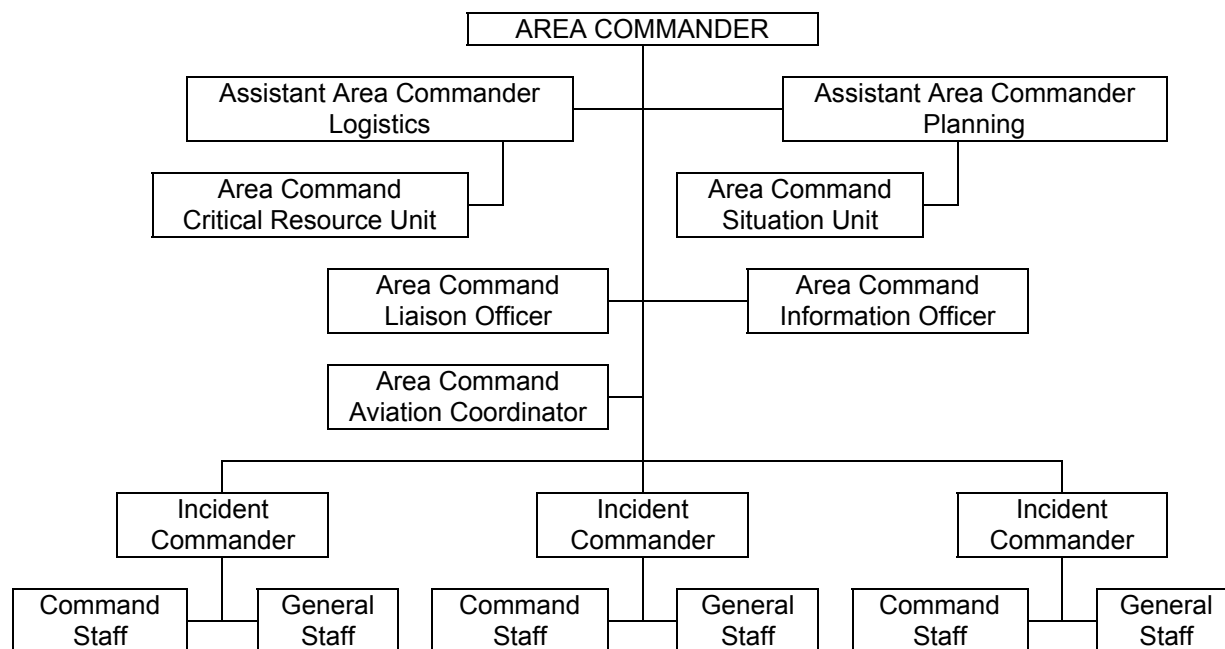 AREA COMMANDER
Assistant Area Commander
Logistics
Assistant Area Commander
Planning
Area Command
Critical Resource Unit
Area Command
Situation Unit
Area Command
Liaison Officer
Area Command
Information Officer
Area Command
Aviation Coordinator
Incident
Commander
Incident
Commander
Incident
Commander
Command
Staff
General
Staff
Command
Staff
General
Staff
Command
Staff
General
Staff